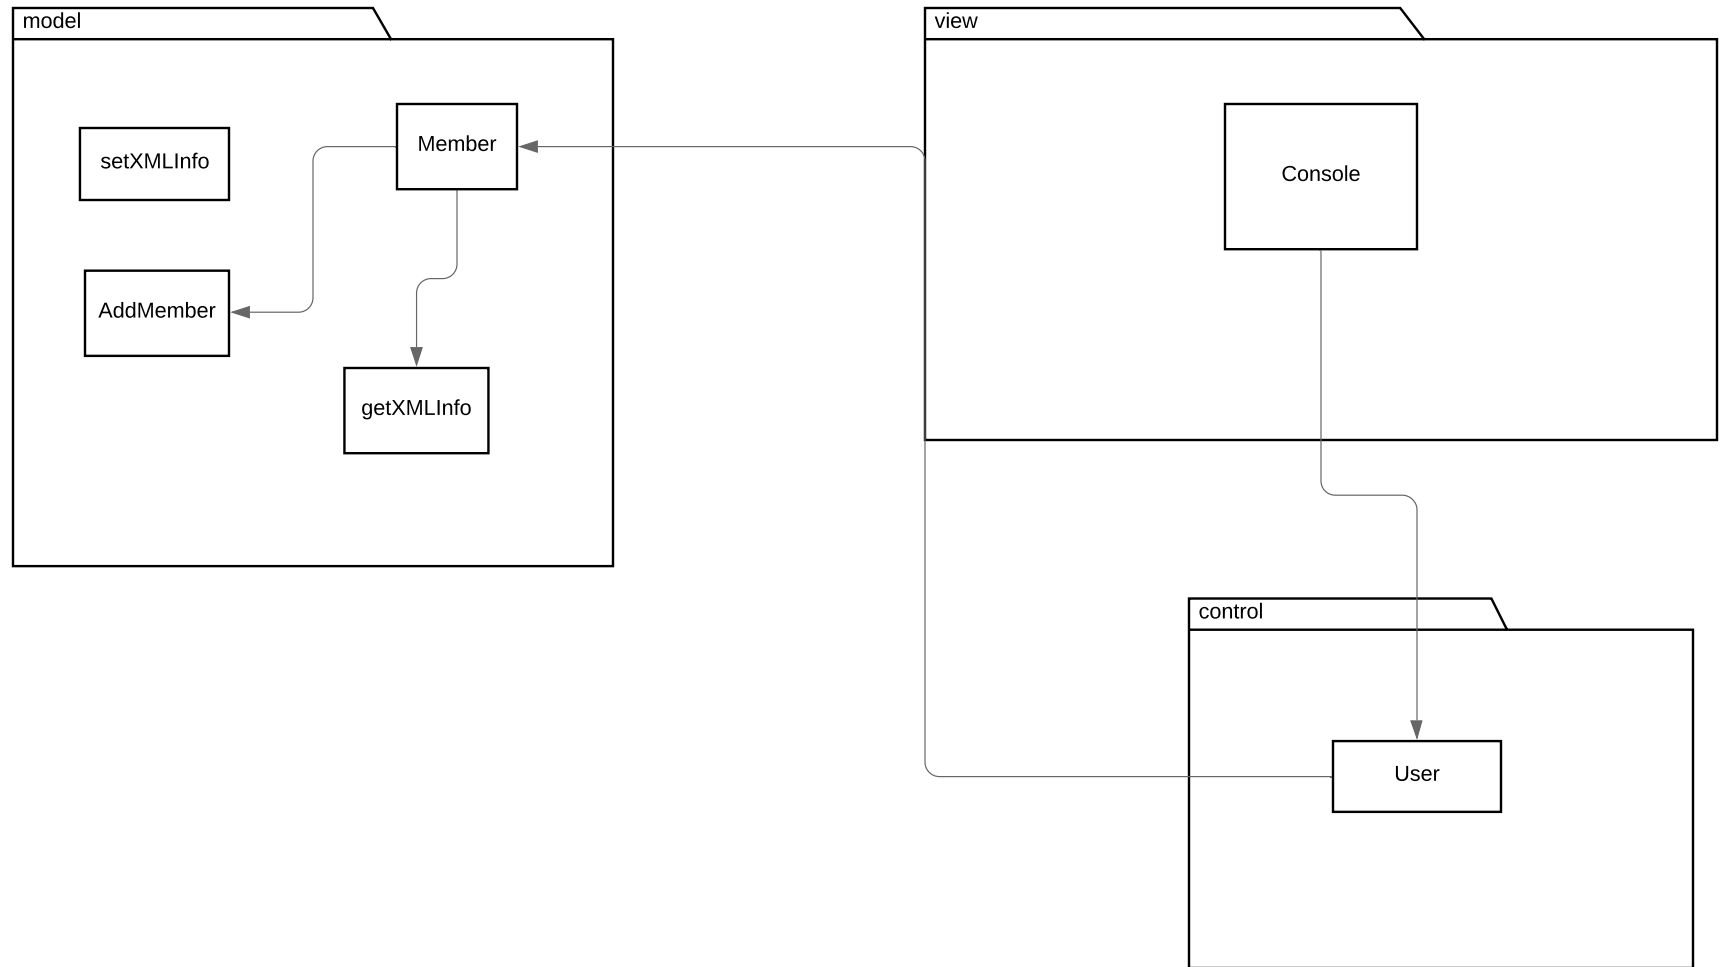 model
view
Member
setXMLInfo
Console
AddMember
getXMLInfo
control
User